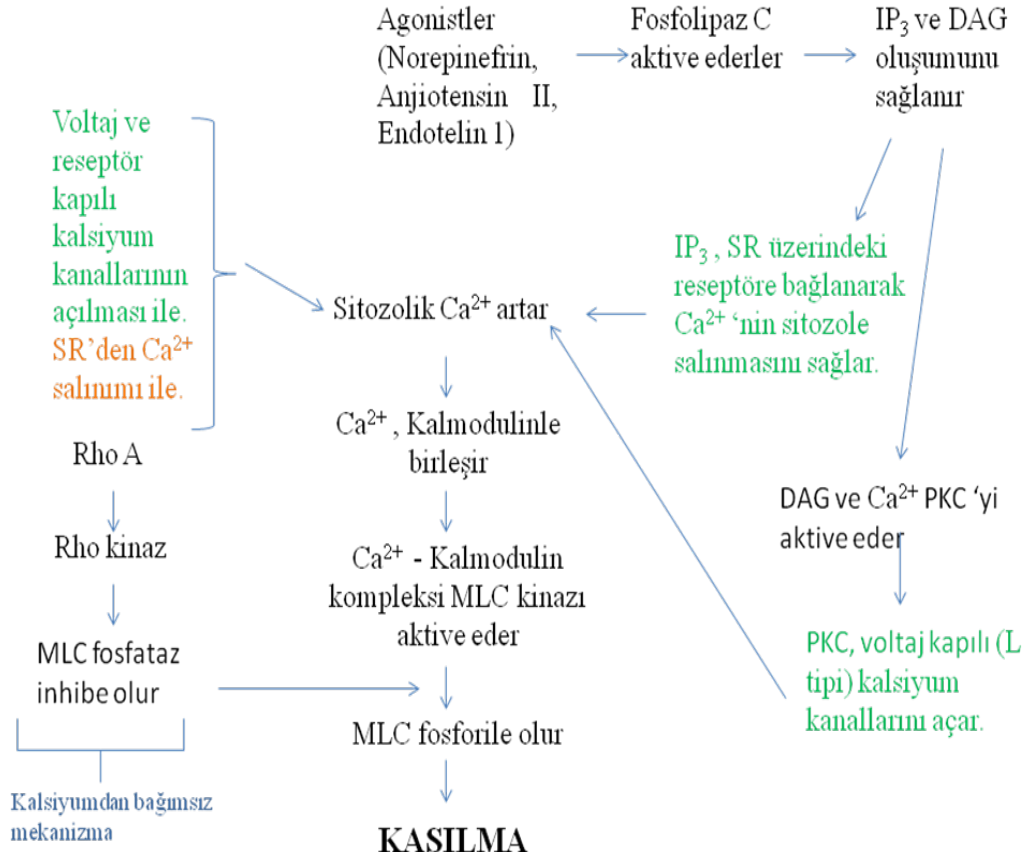 Agonistler
(Norepinefrin,
Anjiotensin II,
Endotelin 1)
Fosfolipaz C
aktive ederler
IP₃ ve DAG
oluşumunu
sağlanır
Voltaj ve
reseptör
kapılı
kalsiyum
kanallarının
açılması ile.
SR’den Ca²⁺
salınımı ile.
IP₃ , SR üzerindeki
reseptöre bağlanarak
Ca²⁺ ‘nin sitozole
salınmasını sağlar.
Sitozolik Ca²⁺ artar
Ca²⁺ , Kalmodulinle
birleşir
Rho A
DAG ve Ca²⁺ PKC ‘yi
aktive eder
Rho kinaz
Ca²⁺ - Kalmodulin
kompleksi MLC kinazı
aktive eder
MLC fosfataz
inhibe olur
PKC, voltaj kapılı (L
tipi) kalsiyum
kanallarını açar.
MLC fosforile olur
Kalsiyumdan bağımsız
mekanizma
KASILMA